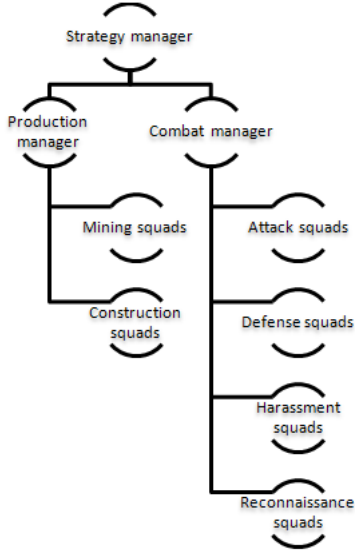 Strategy manager
Production
manager
Combat manager
Mining squads
Attack squads
Construction
squads
Defense squads
Harassment
squads
Reconnaissance
squads